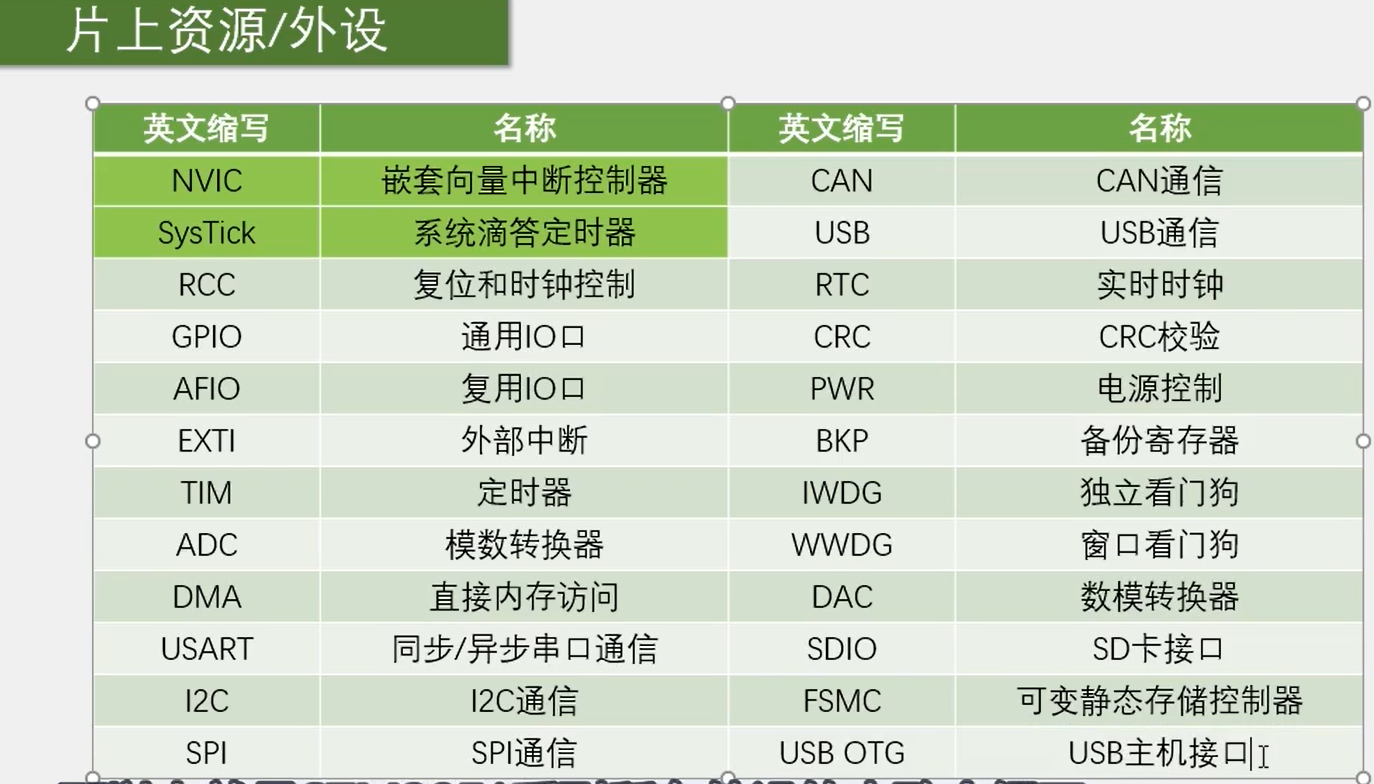 片上资源/外设
英文缩写 名称 英文缩写 名称
NVIC 嵌套向量中断控制器 CAN CAN通信
SysTick 系统滴答定时器 USB USB通信
RCC 复位和时钟控制 RTC 实时时钟
GPIO 通用IO口 CRC CRC校验
AFIO 复用IO口 PWR 电源控制
EXTI 外部中断 BKP 备份寄存器
TIM 定时器 IWDG 独立看门狗
ADC 模数转换器 WWDG 窗口看门狗
DMA 直接内存访问 DAC 数模转换器
USART 同步/异步串口通信 SDIO SD卡接口
I2C I2C通信 FSMC 可变静态存储控制器
SPI SPI通信 USB OTG USB主机接口